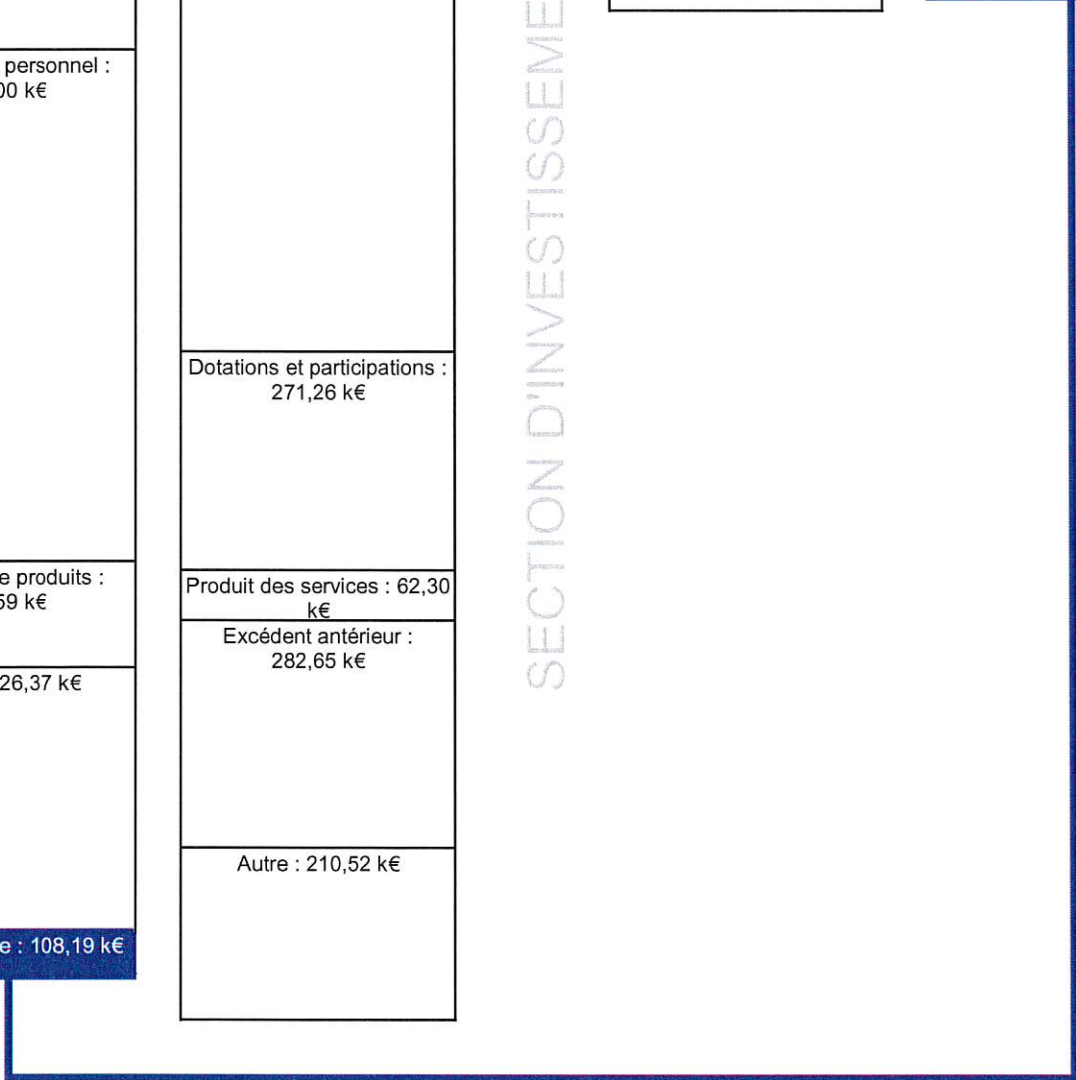 personnel :
00 k€
e produits :
59 k€
26,37 k€
e : 108,19 k€
Dotations et participations :
271,26 k€
Produit des services : 62,30
k€
Excédent antérieur :
282,65 k€
Autre : 210,52 k€
SECTION D'INVESTISSEME